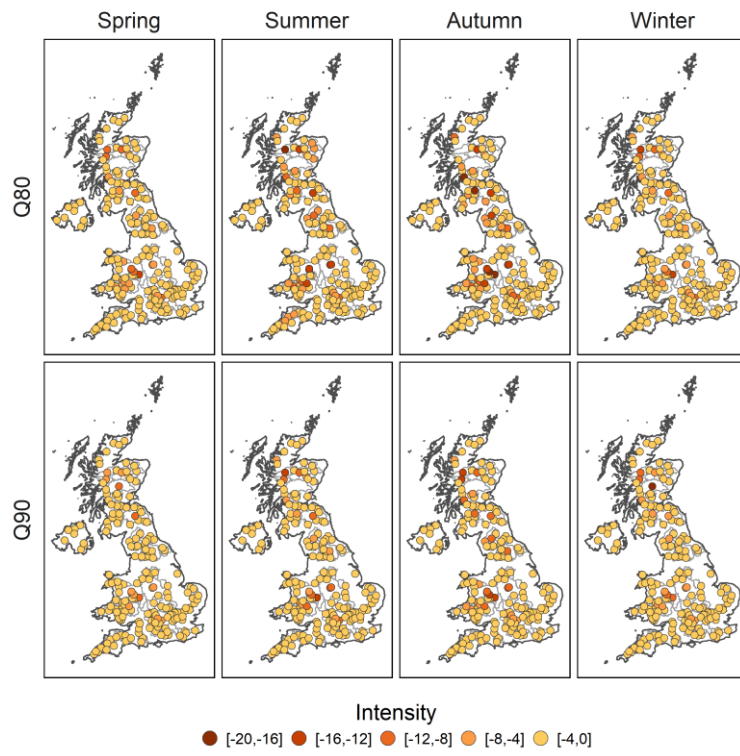 Spring Summer Autumn Winter
Q80
Q90
Intensity
[-20,-16] [-16,-12] [-12,-8] [-8,-4] [-4,0]